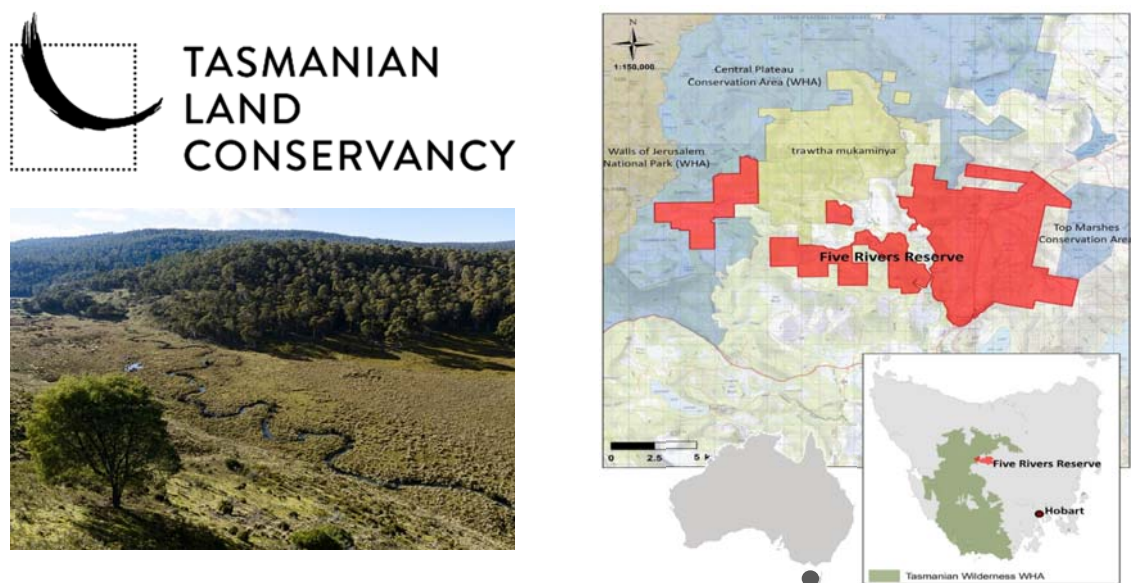 TASMANIAN
LAND
CONSERVANCY
N
1:150,000
Central Plateau
Conservation Area (WHA)
Walls of Jerusalem
National Park (WHA)
trawtha mukaminya
Top Marshes
Conservation Area
Five Rivers Reserve
0 2.5 5 k
Five Rivers Reserve
Hobart
Tasmanian Wilderness WHA